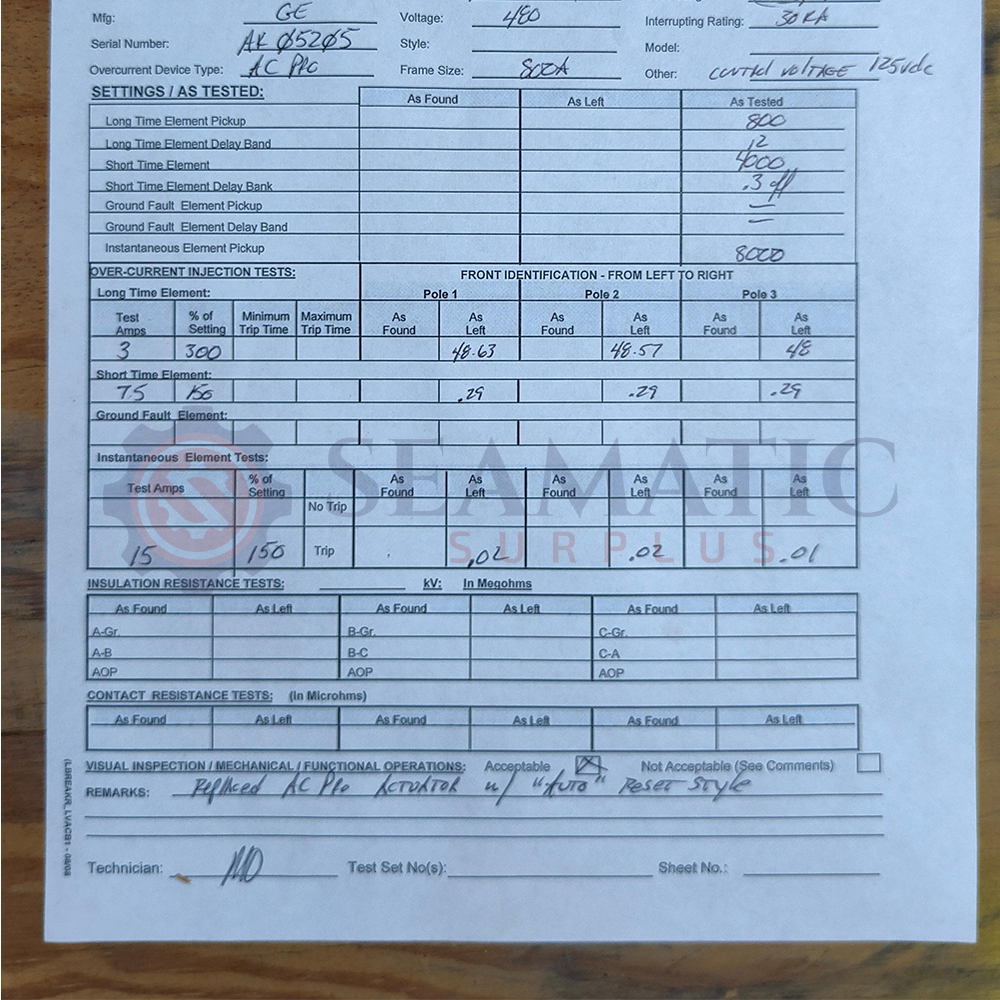 Mfg: GE Voltage: 480 Interrupting Rating: 30KA
Serial Number: AK Ø52Ø5 Style: Model:
Overcurrent Device Type: AC Pro Frame Size: 800A Other: Control Voltage 125vdc
SETTINGS / AS TESTED: As Found As Left As Tested
Long Time Element Pickup 800
Long Time Element Delay Band 12
Short Time Element 4000
Short Time Element Delay Bank .3 off
Ground Fault Element Pickup —
Ground Fault Element Delay Band —
Instantaneous Element Pickup 8000
OVER-CURRENT INJECTION TESTS: FRONT IDENTIFICATION - FROM LEFT TO RIGHT
Long Time Element: Pole 1 Pole 2 Pole 3
Test % of Minimum Maximum As As As As As As
Amps Setting Trip Time Trip Time Found Left Found Left Found Left
3 300 48.63 48.57 48
Short Time Element:
7.5 150 .29 .29 .29
Ground Fault Element:
Instantaneous Element Tests:
Test Amps % of Setting As Found As Left As Found As Left As Found As Left
No Trip
15 150 Trip .02 .02 .01
SEAMATIC
SURPLUS
INSULATION RESISTANCE TESTS: kV: In Megohms
As Found As Left As Found As Left As Found As Left
A-Gr. B-Gr. C-Gr.
A-B B-C C-A
AOP AOP AOP
CONTACT RESISTANCE TESTS: (In Microhms)
As Found As Left As Found As Left As Found As Left
VISUAL INSPECTION / MECHANICAL / FUNCTIONAL OPERATIONS: Acceptable Not Acceptable (See Comments)
REMARKS: Replaced AC Pro Actuator w/ "Auto" Reset Style
Technician: MO Test Set No(s): Sheet No.:
(LBREAKR_LVACB1 - 08/08